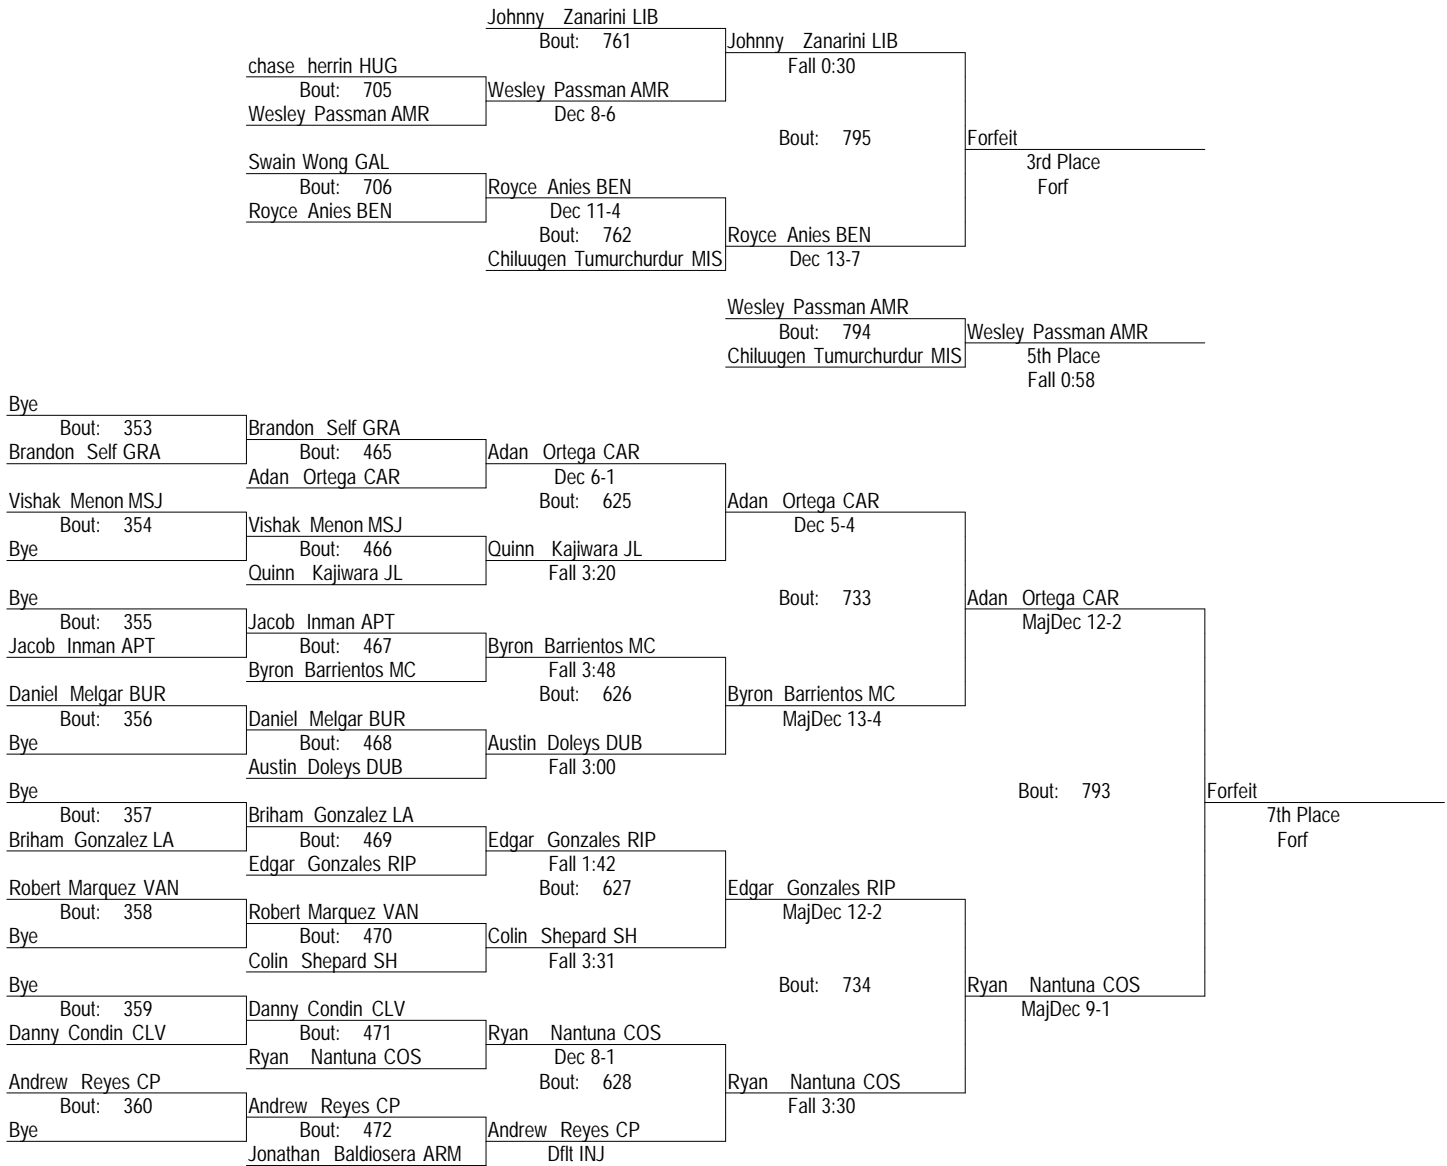 Johnny Zanarini LIB
Bout: 761
Johnny Zanarini LIB
chase herrin HUG
Fall 0:30
Bout: 705
Wesley Passman AMR
Wesley Passman AMR
Dec 8-6
Bout: 795
Forfeit
Swain Wong GAL
3rd Place
Bout: 706
Royce Anies BEN
Forf
Royce Anies BEN
Dec 11-4
Bout: 762
Royce Anies BEN
Chiluugen Tumurchurdur MIS
Dec 13-7
Wesley Passman AMR
Bout: 794
Wesley Passman AMR
Chiluugen Tumurchurdur MIS
5th Place
Fall 0:58
Bye
Bout: 353
Brandon Self GRA
Brandon Self GRA
Bout: 465
Adan Ortega CAR
Adan Ortega CAR
Dec 6-1
Vishak Menon MSJ
Bout: 625
Adan Ortega CAR
Bout: 354
Vishak Menon MSJ
Dec 5-4
Bye
Bout: 466
Quinn Kajiwara JL
Quinn Kajiwara JL
Fall 3:20
Bye
Bout: 733
Adan Ortega CAR
Bout: 355
Jacob Inman APT
MajDec 12-2
Jacob Inman APT
Bout: 467
Byron Barrientos MC
Byron Barrientos MC
Fall 3:48
Daniel Melgar BUR
Bout: 626
Byron Barrientos MC
Bout: 356
Daniel Melgar BUR
MajDec 13-4
Bye
Bout: 468
Austin Doleys DUB
Austin Doleys DUB
Fall 3:00
Bye
Bout: 793
Forfeit
Bout: 357
Briham Gonzalez LA
7th Place
Briham Gonzalez LA
Bout: 469
Edgar Gonzales RIP
Forf
Edgar Gonzales RIP
Fall 1:42
Robert Marquez VAN
Bout: 627
Edgar Gonzales RIP
Bout: 358
Robert Marquez VAN
MajDec 12-2
Bye
Bout: 470
Colin Shepard SH
Colin Shepard SH
Fall 3:31
Bye
Bout: 734
Ryan Nantuna COS
Bout: 359
Danny Condin CLV
MajDec 9-1
Danny Condin CLV
Bout: 471
Ryan Nantuna COS
Ryan Nantuna COS
Dec 8-1
Andrew Reyes CP
Bout: 628
Ryan Nantuna COS
Bout: 360
Andrew Reyes CP
Fall 3:30
Bye
Bout: 472
Andrew Reyes CP
Jonathan Baldiosera ARM
Dflt INJ